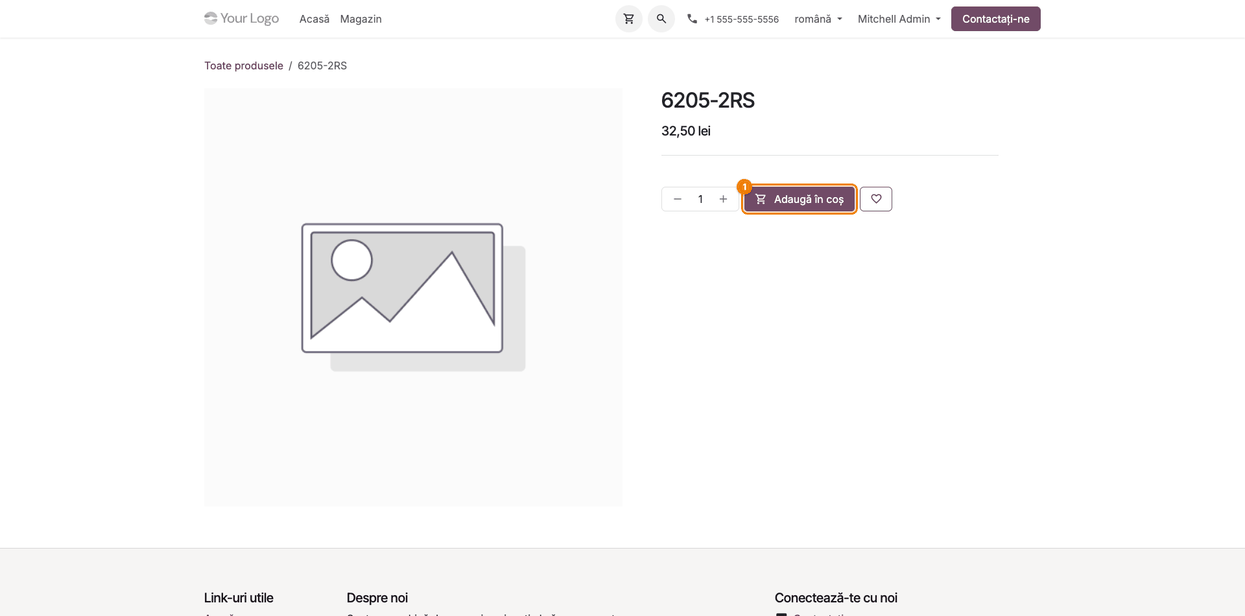 Your Logo Acasă Magazin +1 555-555-5556 română Mitchell Admin Contactați-ne
Toate produsele / 6205-2RS
6205-2RS
32,50 lei
1
1 Adaugă în coș
Link-uri utile Despre noi Conectează-te cu noi